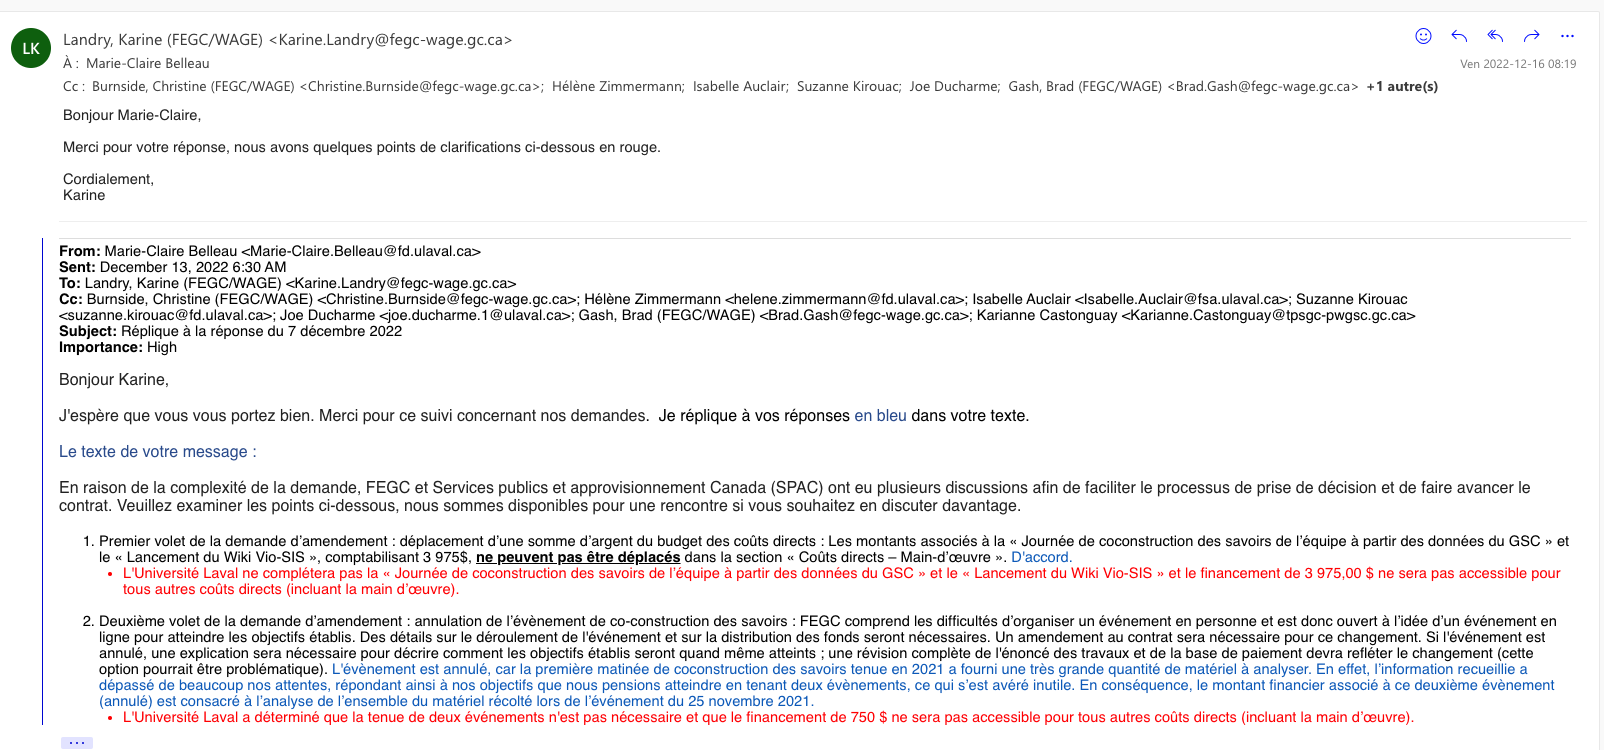 LK
Landry, Karine (FEGC/WAGE) <Karine.Landry@fegc-wage.gc.ca>
À : Marie-Claire Belleau
Ven 2022-12-16 08:19
Cc : Burnside, Christine (FEGC/WAGE) <Christine.Burnside@fegc-wage.gc.ca>; Hélène Zimmermann; Isabelle Auclair; Suzanne Kirouac; Joe Ducharme; Gash, Brad (FEGC/WAGE) <Brad.Gash@fegc-wage.gc.ca> +1 autre(s)
Bonjour Marie-Claire,
Merci pour votre réponse, nous avons quelques points de clarifications ci-dessous en rouge.
Cordialement,
Karine
From: Marie-Claire Belleau <Marie-Claire.Belleau@fd.ulaval.ca>
Sent: December 13, 2022 6:30 AM
To: Landry, Karine (FEGC/WAGE) <Karine.Landry@fegc-wage.gc.ca>
Cc: Burnside, Christine (FEGC/WAGE) <Christine.Burnside@fegc-wage.gc.ca>; Hélène Zimmermann <helene.zimmermann@fd.ulaval.ca>; Isabelle Auclair <Isabelle.Auclair@fsa.ulaval.ca>; Suzanne Kirouac
<suzanne.kirouac@fd.ulaval.ca>; Joe Ducharme <joe.ducharme.1@ulaval.ca>; Gash, Brad (FEGC/WAGE) <Brad.Gash@fegc-wage.gc.ca>; Karianne Castonguay <Karianne.Castonguay@tpsgc-pwgsc.gc.ca>
Subject: Réplique à la réponse du 7 décembre 2022
Importance: High
Bonjour Karine,
J'espère que vous vous portez bien. Merci pour ce suivi concernant nos demandes. Je réplique à vos réponses en bleu dans votre texte.
Le texte de votre message :
En raison de la complexité de la demande, FEGC et Services publics et approvisionnement Canada (SPAC) ont eu plusieurs discussions afin de faciliter le processus de prise de décision et de faire avancer le
contrat. Veuillez examiner les points ci-dessous, nous sommes disponibles pour une rencontre si vous souhaitez en discuter davantage.
1. Premier volet de la demande d'amendement : déplacement d'une somme d'argent du budget des coûts directs : Les montants associés à la « Journée de coconstruction des savoirs de l'équipe à partir des données du GSC » et
le « Lancement du Wiki Vio-SIS », comptabilisant 3 975$, ne peuvent pas être déplacés dans la section « Coûts directs – Main-d'œuvre ». D'accord.
• L'Université Laval ne complétera pas la « Journée de coconstruction des savoirs de l'équipe à partir des données du GSC » et le « Lancement du Wiki Vio-SIS » et le financement de 3 975,00 $ ne sera pas accessible pour
tous autres coûts directs (incluant la main d'œuvre).
2. Deuxième volet de la demande d'amendement : annulation de l'évènement de co-construction des savoirs : FEGC comprend les difficultés d'organiser un événement en personne et est donc ouvert à l'idée d'un événement en
ligne pour atteindre les objectifs établis. Des détails sur le déroulement de l'événement et sur la distribution des fonds seront nécessaires. Un amendement au contrat sera nécessaire pour ce changement. Si l'événement est
annulé, une explication sera nécessaire pour décrire comment les objectifs établis seront quand même atteints ; une révision complète de l'énoncé des travaux et de la base de paiement devra refléter le changement (cette
option pourrait être problématique). L'évènement est annulé, car la première matinée de coconstruction des savoirs tenue en 2021 a fourni une très grande quantité de matériel à analyser. En effet, l'information recueillie a
dépassé de beaucoup nos attentes, répondant ainsi à nos objectifs que nous pensions atteindre en tenant deux évènements, ce qui s'est avéré inutile. En conséquence, le montant financier associé à ce deuxième évènement
(annulé) est consacré à l'analyse de l'ensemble du matériel récolté lors de l'événement du 25 novembre 2021.
• L'Université Laval a déterminé que la tenue de deux événements n'est pas nécessaire et que le financement de 750 $ ne sera pas accessible pour tous autres coûts directs (incluant la main d'œuvre).